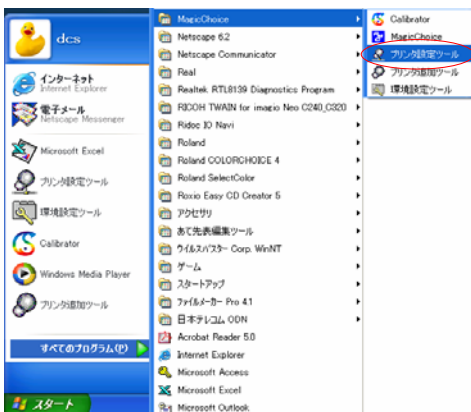 dcs
インターネット
Internet Explorer
電子メール
Netscape Messenger
Microsoft Excel
プリンタ設定ツール
環境設定ツール
Calibrator
Windows Media Player
プリンタ追加ツール
すべてのプログラム(P)
スタート
MagicChoice
Netscape 6.2
Netscape Communicator
Real
Realtek RTL8139 Diagnostics Program
RICOH TWAIN for imagio Neo C240_C320
Ridoc IO Navi
Roland
Roland COLORCHOICE 4
Roland SelectColor
Roxio Easy CD Creator 5
アクセサリ
あて先表編集ツール
ウイルスバスター Corp. WinNT
ゲーム
スタートアップ
ファイルメーカー Pro 4.1
日本テレコム ODN
Acrobat Reader 5.0
Internet Explorer
Microsoft Access
Microsoft Excel
Microsoft Outlook
Calibrator
MagicChoice
プリンタ設定ツール
プリンタ追加ツール
環境設定ツール